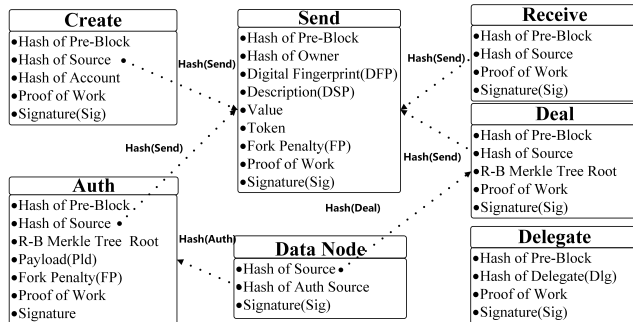 Create
●Hash of Pre-Block
●Hash of Source
●Hash of Account
●Proof of Work
●Signature(Sig)
Hash(Send)
Send
●Hash of Pre-Block
●Hash of Owner
●Digital Fingerprint(DFP)
●Description(DSP)
●Value
●Token
●Fork Penalty(FP)
●Proof of Work
●Signature(Sig)
Hash(Send)
Receive
●Hash of Pre-Block
●Hash of Source
●Proof of Work
●Signature(Sig)
Hash(Send)
Hash(Send)
Deal
●Hash of Pre-Block
●Hash of Source
●R-B Merkle Tree Root
●Proof of Work
●Signature(Sig)
Auth
●Hash of Pre-Block
●Hash of Source
●R-B Merkle Tree Root
●Payload(Pld)
●Fork Penalty(FP)
●Proof of Work
●Signature
Hash(Auth)
Hash(Deal)
Data Node
●Hash of Source
●Hash of Auth Source
●Signature(Sig)
Delegate
●Hash of Pre-Block
●Hash of Delegate(Dlg)
●Proof of Work
●Signature(Sig)